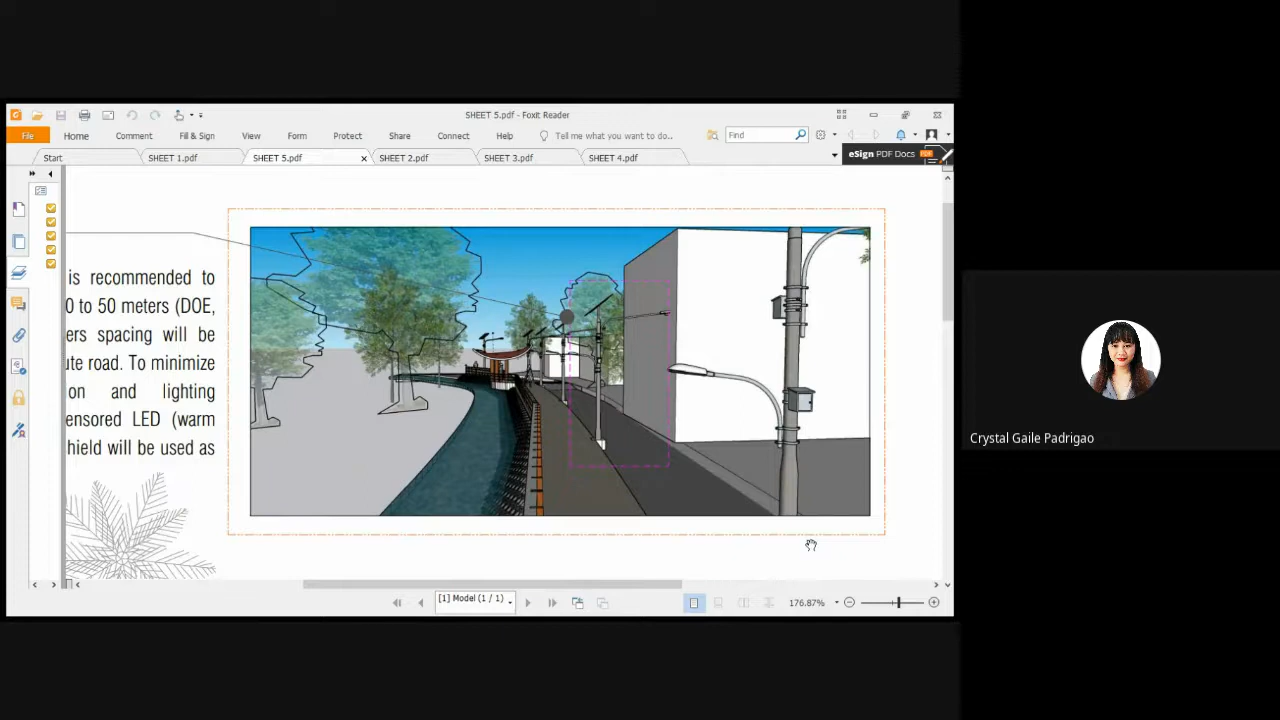 SHEET 5.pdf - Foxit Reader
File Home Comment Fill & Sign View Form Protect Share Connect Help Tell me what you want to do.. Find
Start SHEET 1.pdf SHEET 5.pdf SHEET 2.pdf SHEET 3.pdf SHEET 4.pdf eSign PDF Docs
is recommended to
0 to 50 meters (DOE,
ers spacing will be
ute road. To minimize
on and lighting
ensored LED (warm
hield will be used as
[1] Model (1 / 1)
176.87%
Crystal Gaile Padrigao